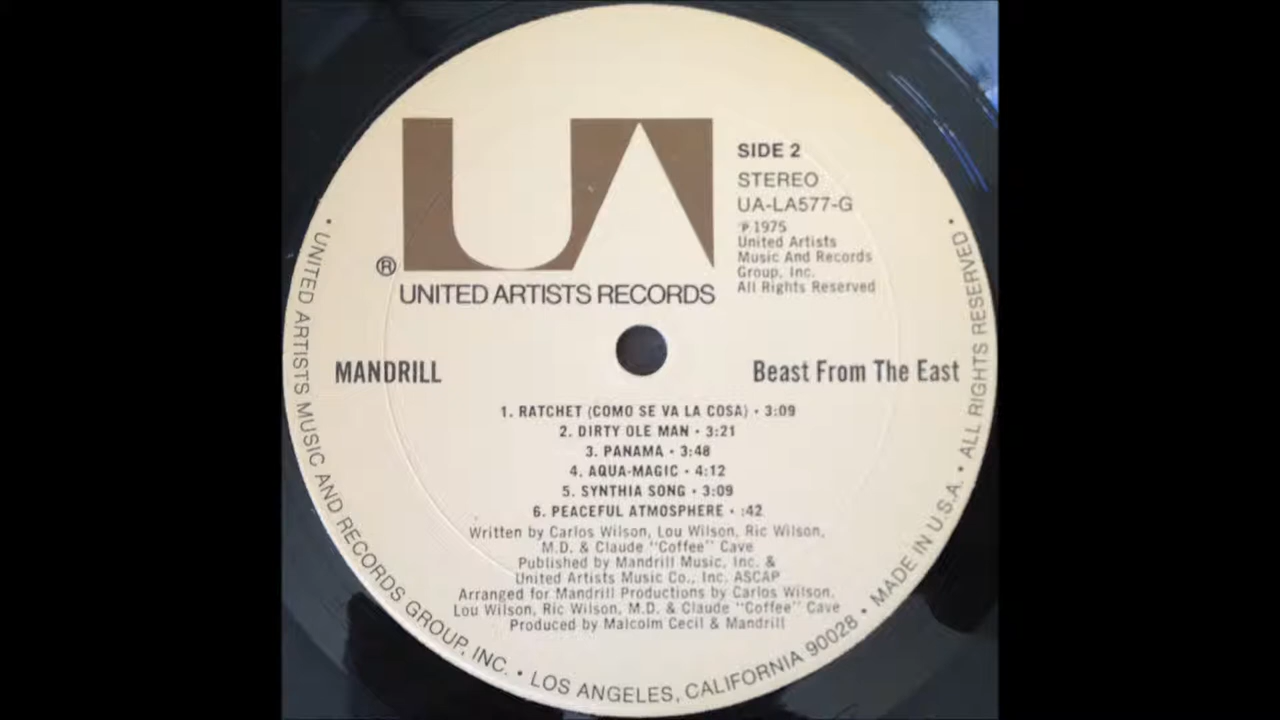 UA
SIDE 2
STEREO
UA-LA577-G
℗ 1975
United Artists
Music And Records
Group, Inc.
All Rights Reserved
®
UNITED ARTISTS RECORDS
MANDRILL
Beast From The East
1. RATCHET (COMO SE VA LA COSA) • 3:09
2. DIRTY OLE MAN • 3:21
3. PANAMA • 3:48
4. AQUA-MAGIC • 4:12
5. SYNTHIA SONG • 3:09
6. PEACEFUL ATMOSPHERE • :42
Written by Carlos Wilson, Lou Wilson, Ric Wilson,
M.D. & Claude "Coffee" Cave
Published by Mandrill Music, Inc. &
United Artists Music Co., Inc. ASCAP
Arranged for Mandrill Productions by Carlos Wilson,
Lou Wilson, Ric Wilson, M.D. & Claude "Coffee" Cave
Produced by Malcolm Cecil & Mandrill
• UNITED ARTISTS MUSIC AND RECORDS GROUP, INC. • LOS ANGELES, CALIFORNIA 90028 • MADE IN U.S.A. • ALL RIGHTS RESERVED •